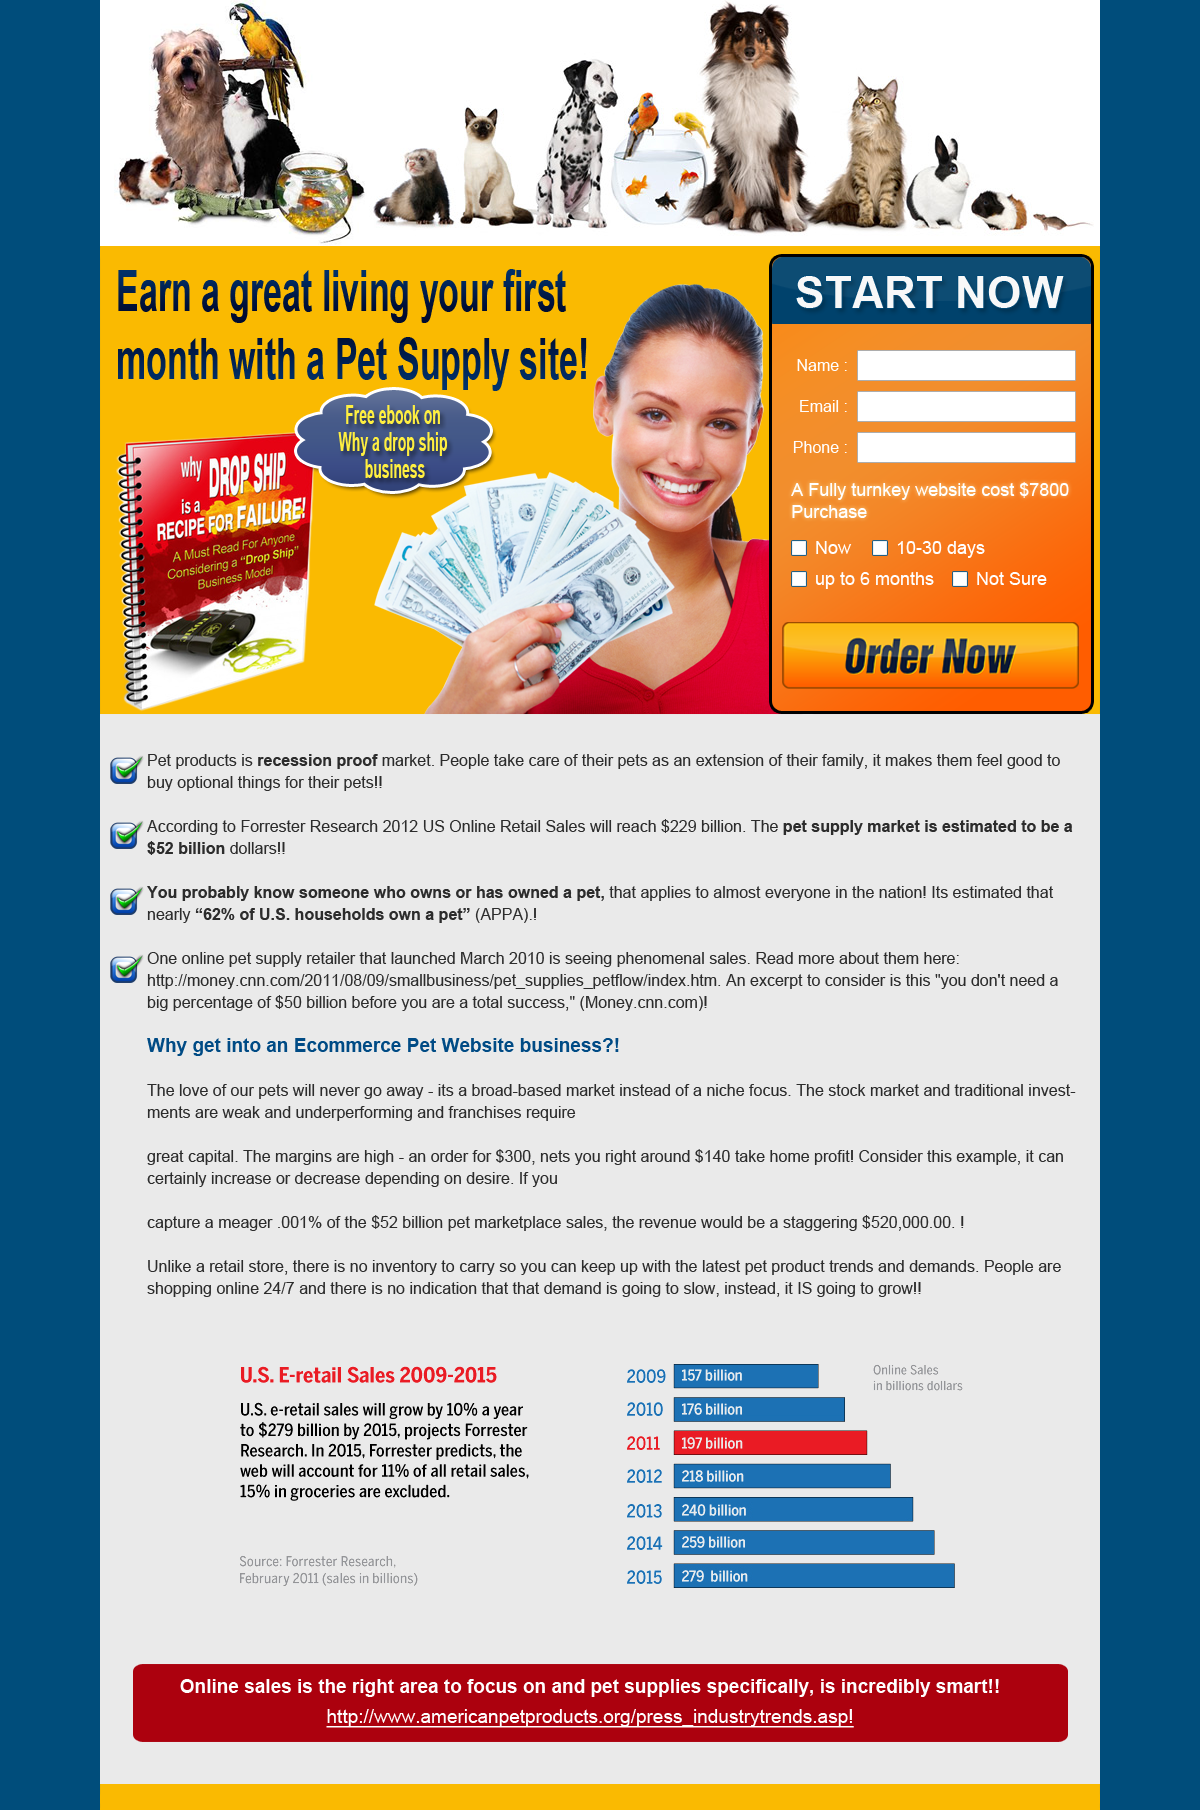 Earn a great living your first
month with a Pet Supply site!
Free ebook on
Why a drop ship
business
why DROP SHIP
is a
RECIPE FOR FAILURE!
A Must Read For Anyone
Considering a “Drop Ship”
Business Model
START NOW
Name :
Email :
Phone :
A Fully turnkey website cost $7800
Purchase
Now 10-30 days
up to 6 months Not Sure
Order Now
Pet products is recession proof market. People take care of their pets as an extension of their family, it makes them feel good to
buy optional things for their pets!!
According to Forrester Research 2012 US Online Retail Sales will reach $229 billion. The pet supply market is estimated to be a
$52 billion dollars!!
You probably know someone who owns or has owned a pet, that applies to almost everyone in the nation! Its estimated that
nearly “62% of U.S. households own a pet” (APPA).!
One online pet supply retailer that launched March 2010 is seeing phenomenal sales. Read more about them here:
http://money.cnn.com/2011/08/09/smallbusiness/pet_supplies_petflow/index.htm. An excerpt to consider is this "you don't need a
big percentage of $50 billion before you are a total success," (Money.cnn.com)!
Why get into an Ecommerce Pet Website business?!
The love of our pets will never go away - its a broad-based market instead of a niche focus. The stock market and traditional invest-
ments are weak and underperforming and franchises require
great capital. The margins are high - an order for $300, nets you right around $140 take home profit! Consider this example, it can
certainly increase or decrease depending on desire. If you
capture a meager .001% of the $52 billion pet marketplace sales, the revenue would be a staggering $520,000.00. !
Unlike a retail store, there is no inventory to carry so you can keep up with the latest pet product trends and demands. People are
shopping online 24/7 and there is no indication that that demand is going to slow, instead, it IS going to grow!!
U.S. E-retail Sales 2009-2015
U.S. e-retail sales will grow by 10% a year
to $279 billion by 2015, projects Forrester
Research. In 2015, Forrester predicts, the
web will account for 11% of all retail sales,
15% in groceries are excluded.
Source: Forrester Research,
February 2011 (sales in billions)
Online Sales
in billions dollars
2009 157 billion
2010 176 billion
2011 197 billion
2012 218 billion
2013 240 billion
2014 259 billion
2015 279 billion
Online sales is the right area to focus on and pet supplies specifically, is incredibly smart!!
http://www.americanpetproducts.org/press_industrytrends.asp!